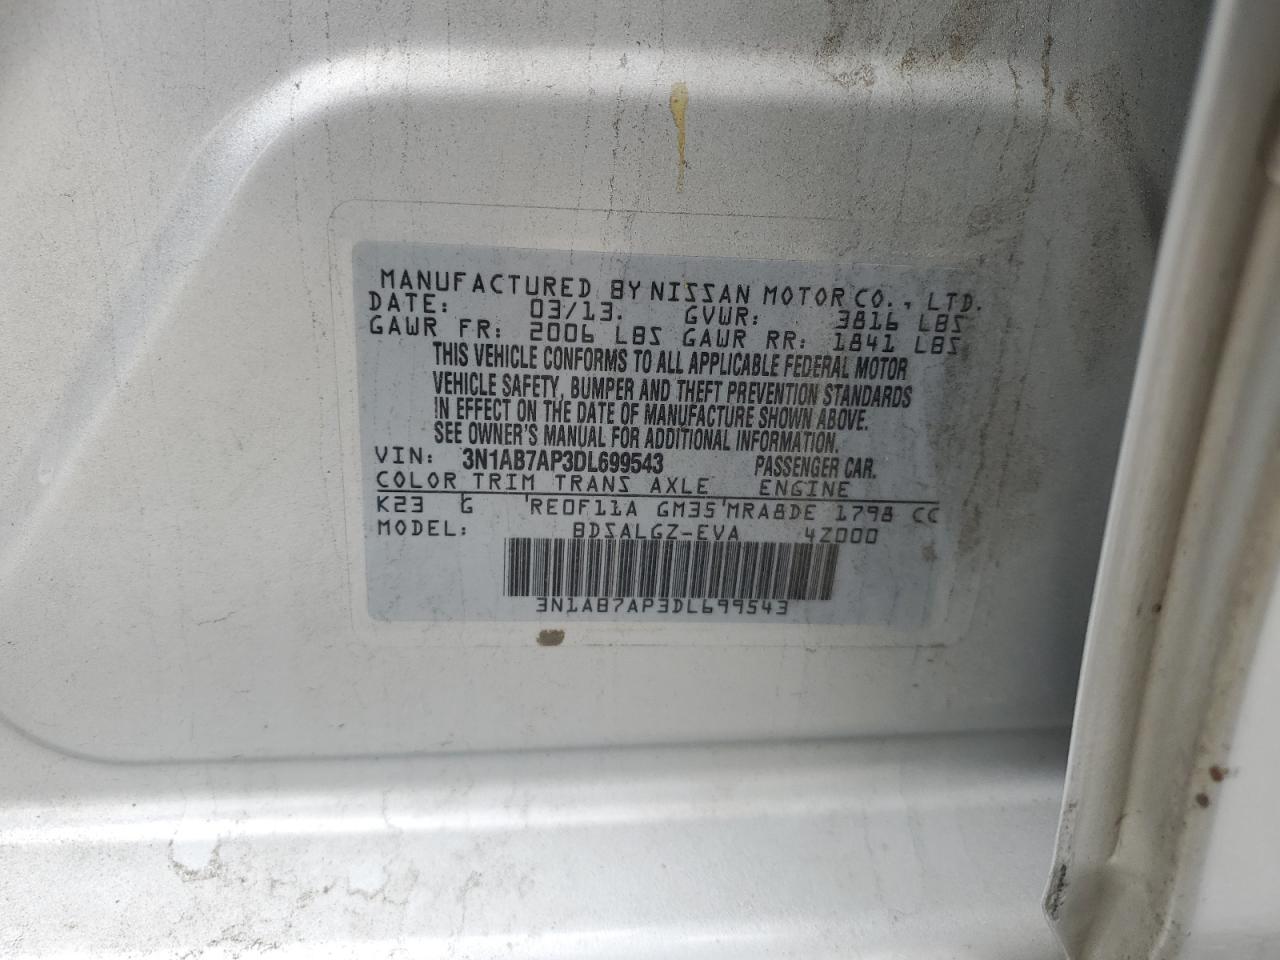 MANUFACTURED BY NISSAN MOTOR CO., LTD.
DATE: 03/13. GVWR: 3816 LBS
GAWR FR: 2006 LBS GAWR RR: 1841 LBS
THIS VEHICLE CONFORMS TO ALL APPLICABLE FEDERAL MOTOR
VEHICLE SAFETY, BUMPER AND THEFT PREVENTION STANDARDS
IN EFFECT ON THE DATE OF MANUFACTURE SHOWN ABOVE.
SEE OWNER'S MANUAL FOR ADDITIONAL INFORMATION.
VIN: 3N1AB7AP3DL699543 PASSENGER CAR.
COLOR TRIM TRANS AXLE ENGINE
K23 G RE0F11A GM35 MRA8DE 1798 CC
MODEL: BDSALGZ-EVA 4Z000
3N1AB7AP3DL699543